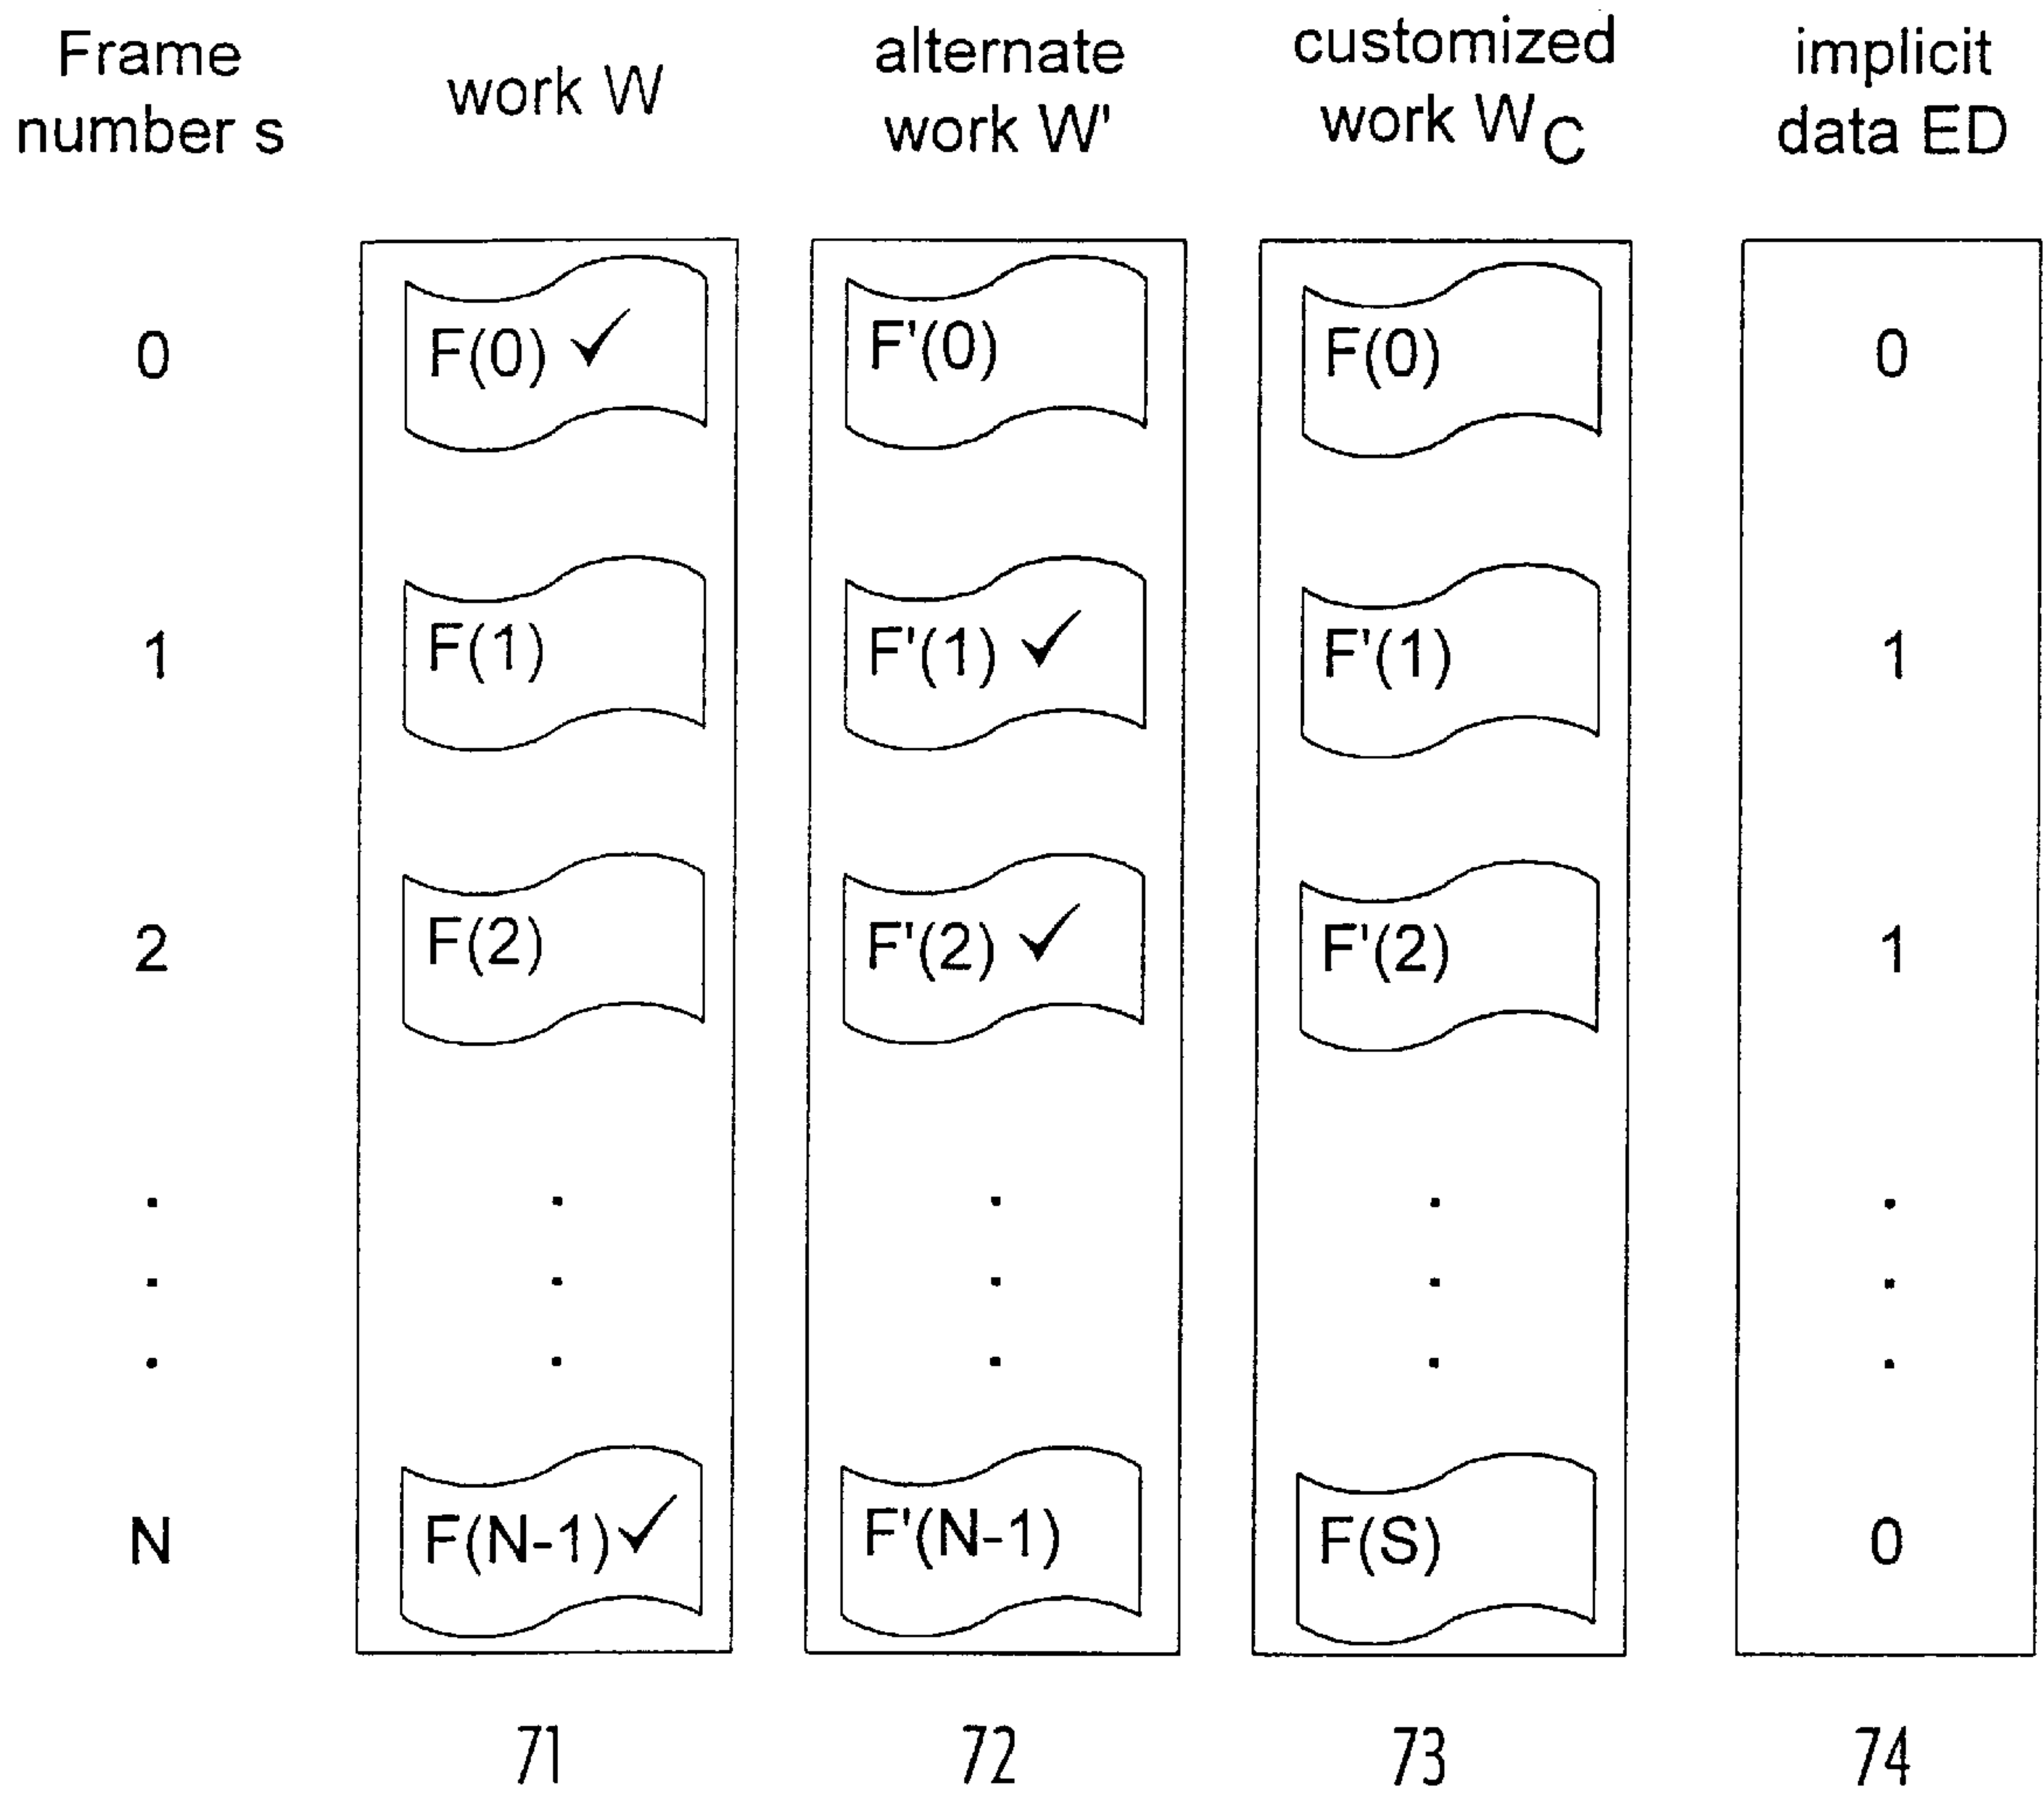 Frame number s
work W
alternate work W'
customized work WC
implicit data ED
0 F(0) ✓ F'(0) F(0) 0
1 F(1) F'(1) ✓ F'(1) 1
2 F(2) F'(2) ✓ F'(2) 1
N F(N-1) ✓ F'(N-1) F(S) 0
71 72 73 74